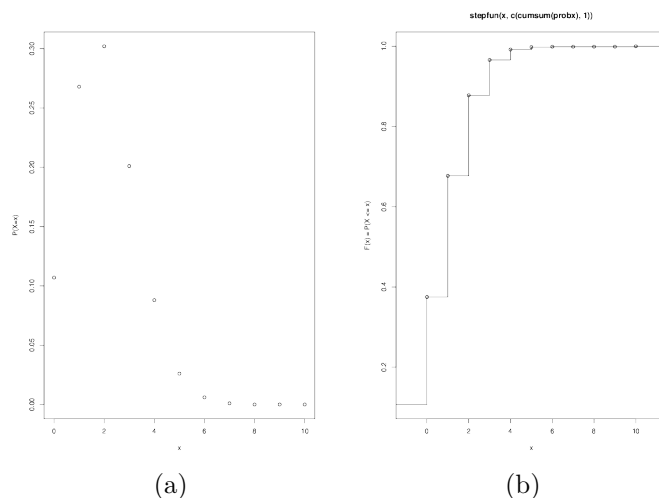 stepfun(x, c(cumsum(probx), 1))
P(X=x)
0.30
0.25
0.20
0.15
0.10
0.05
0.00
0 2 4 6 8 10
x
F(x) = P(X <= x)
1.0
0.8
0.6
0.4
0.2
0 2 4 6 8 10
x
(a) (b)